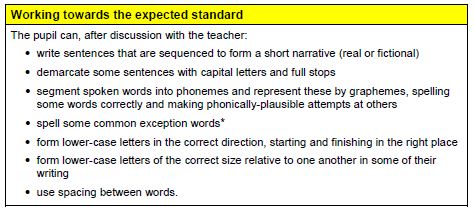 Working towards the expected standard
The pupil can, after discussion with the teacher:
• write sentences that are sequenced to form a short narrative (real or fictional)
• demarcate some sentences with capital letters and full stops
• segment spoken words into phonemes and represent these by graphemes, spelling
some words correctly and making phonically-plausible attempts at others
• spell some common exception words*
• form lower-case letters in the correct direction, starting and finishing in the right place
• form lower-case letters of the correct size relative to one another in some of their
writing
• use spacing between words.